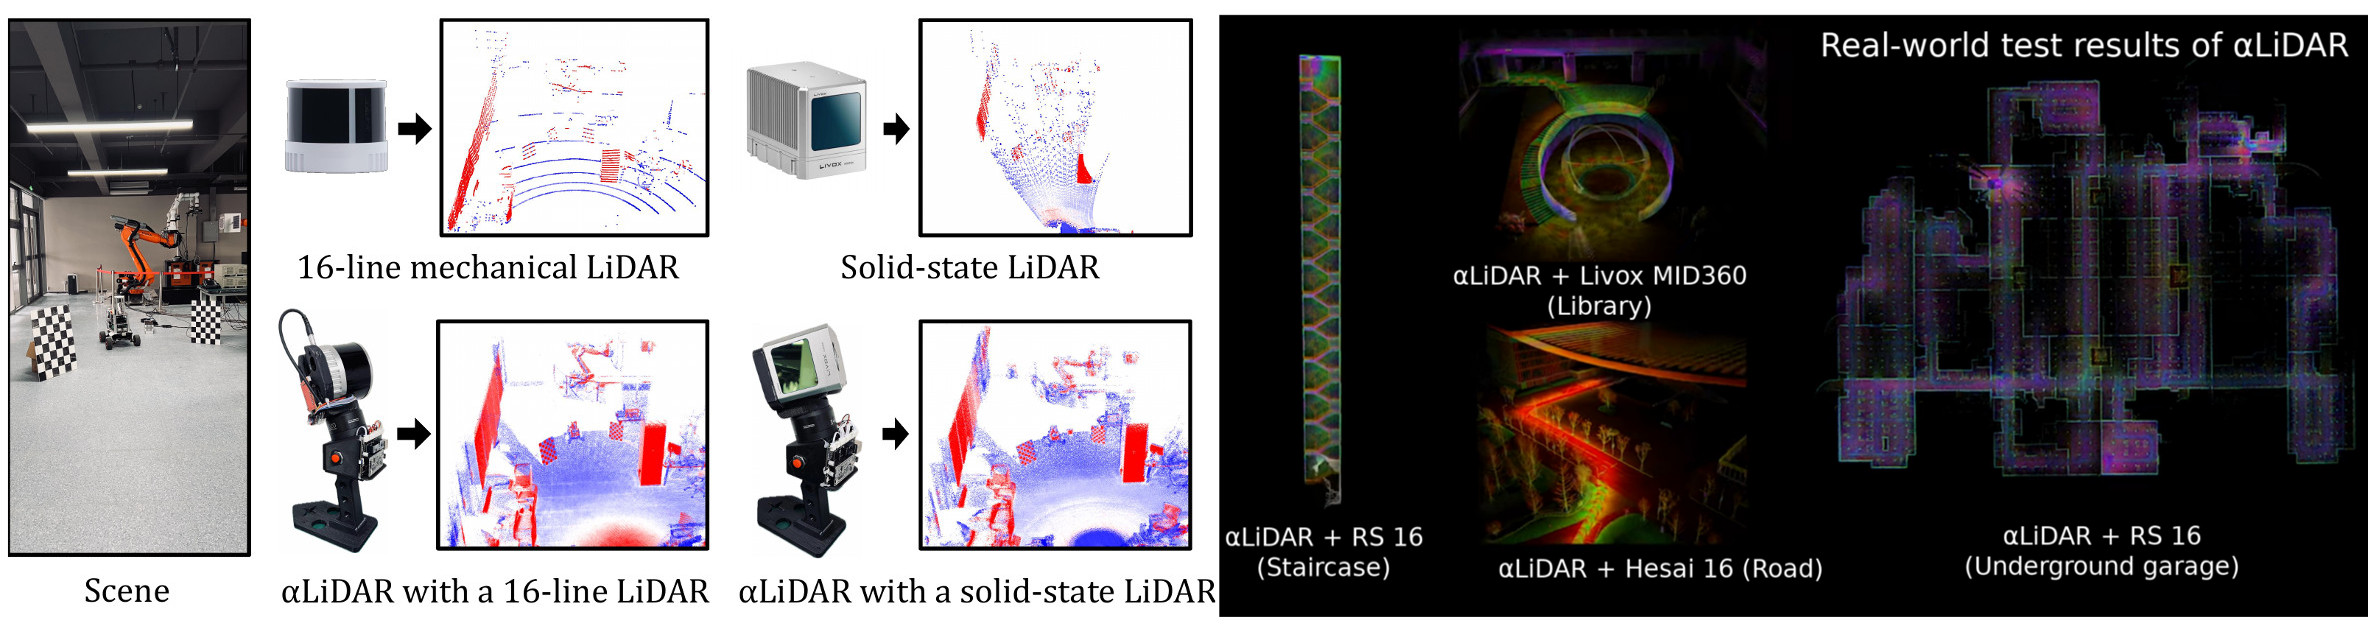 Real-world test results of αLiDAR
LIVOX
16-line mechanical LiDAR
Solid-state LiDAR
αLiDAR + Livox MID360
(Library)
LIVOX
αLiDAR + RS 16
(Staircase)
αLiDAR + Hesai 16 (Road)
αLiDAR + RS 16
(Underground garage)
Scene
αLiDAR with a 16-line LiDAR
αLiDAR with a solid-state LiDAR